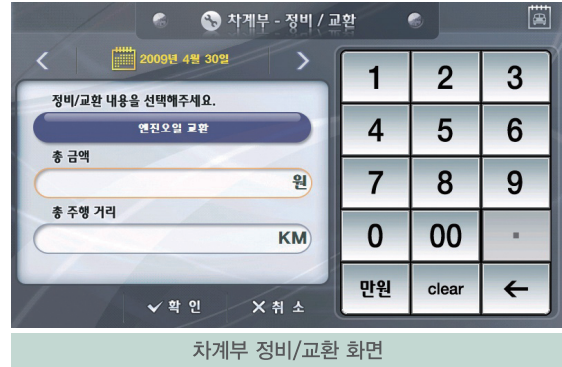 차계부 - 정비 / 교환
2009년 4월 30일
정비/교환 내용을 선택해주세요.
엔진오일 교환
총 금액
원
총 주행 거리
KM
확 인 취 소
1 2 3
4 5 6
7 8 9
0 00 .
만원 clear ←
차계부 정비/교환 화면